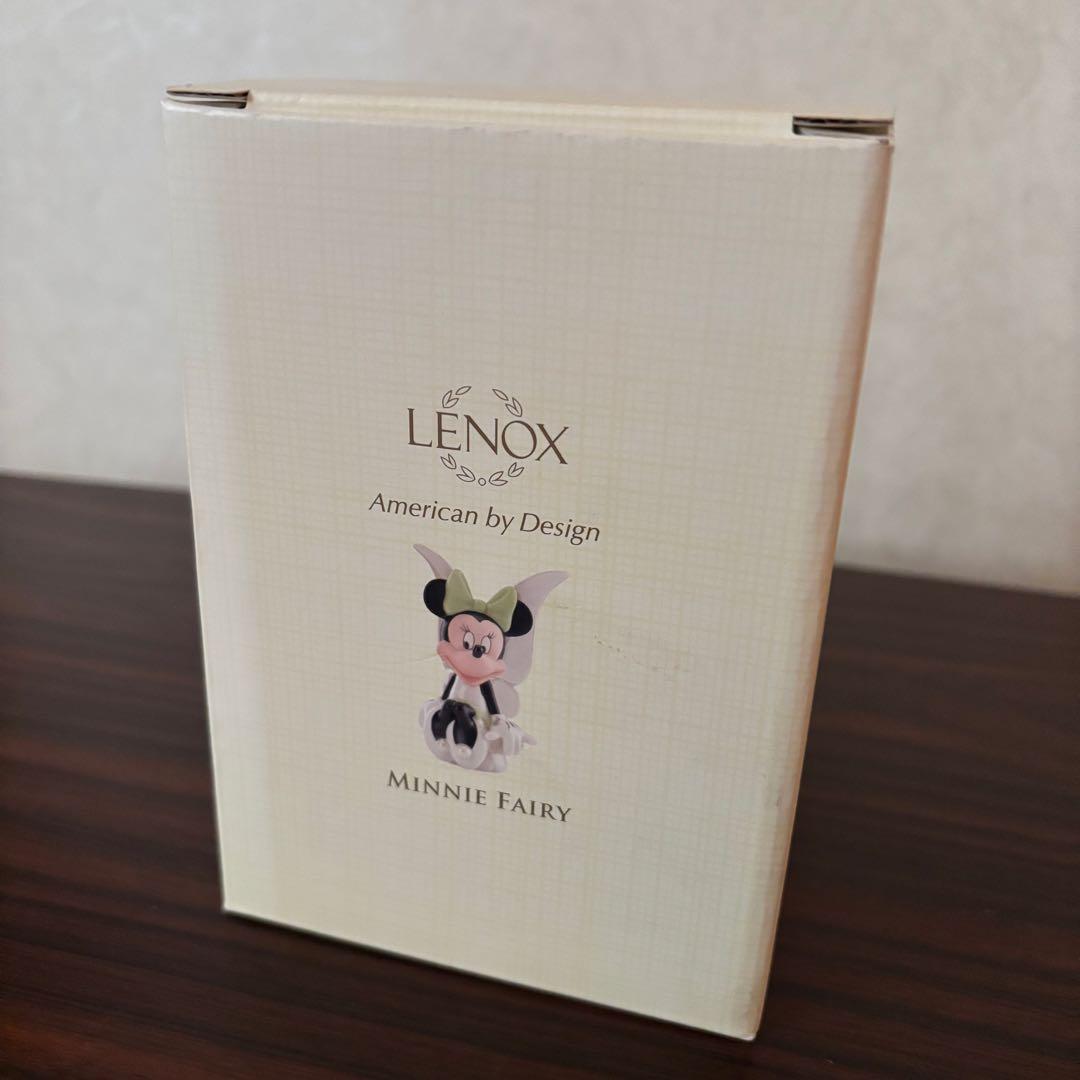 LENOX
American by Design
MINNIE FAIRY